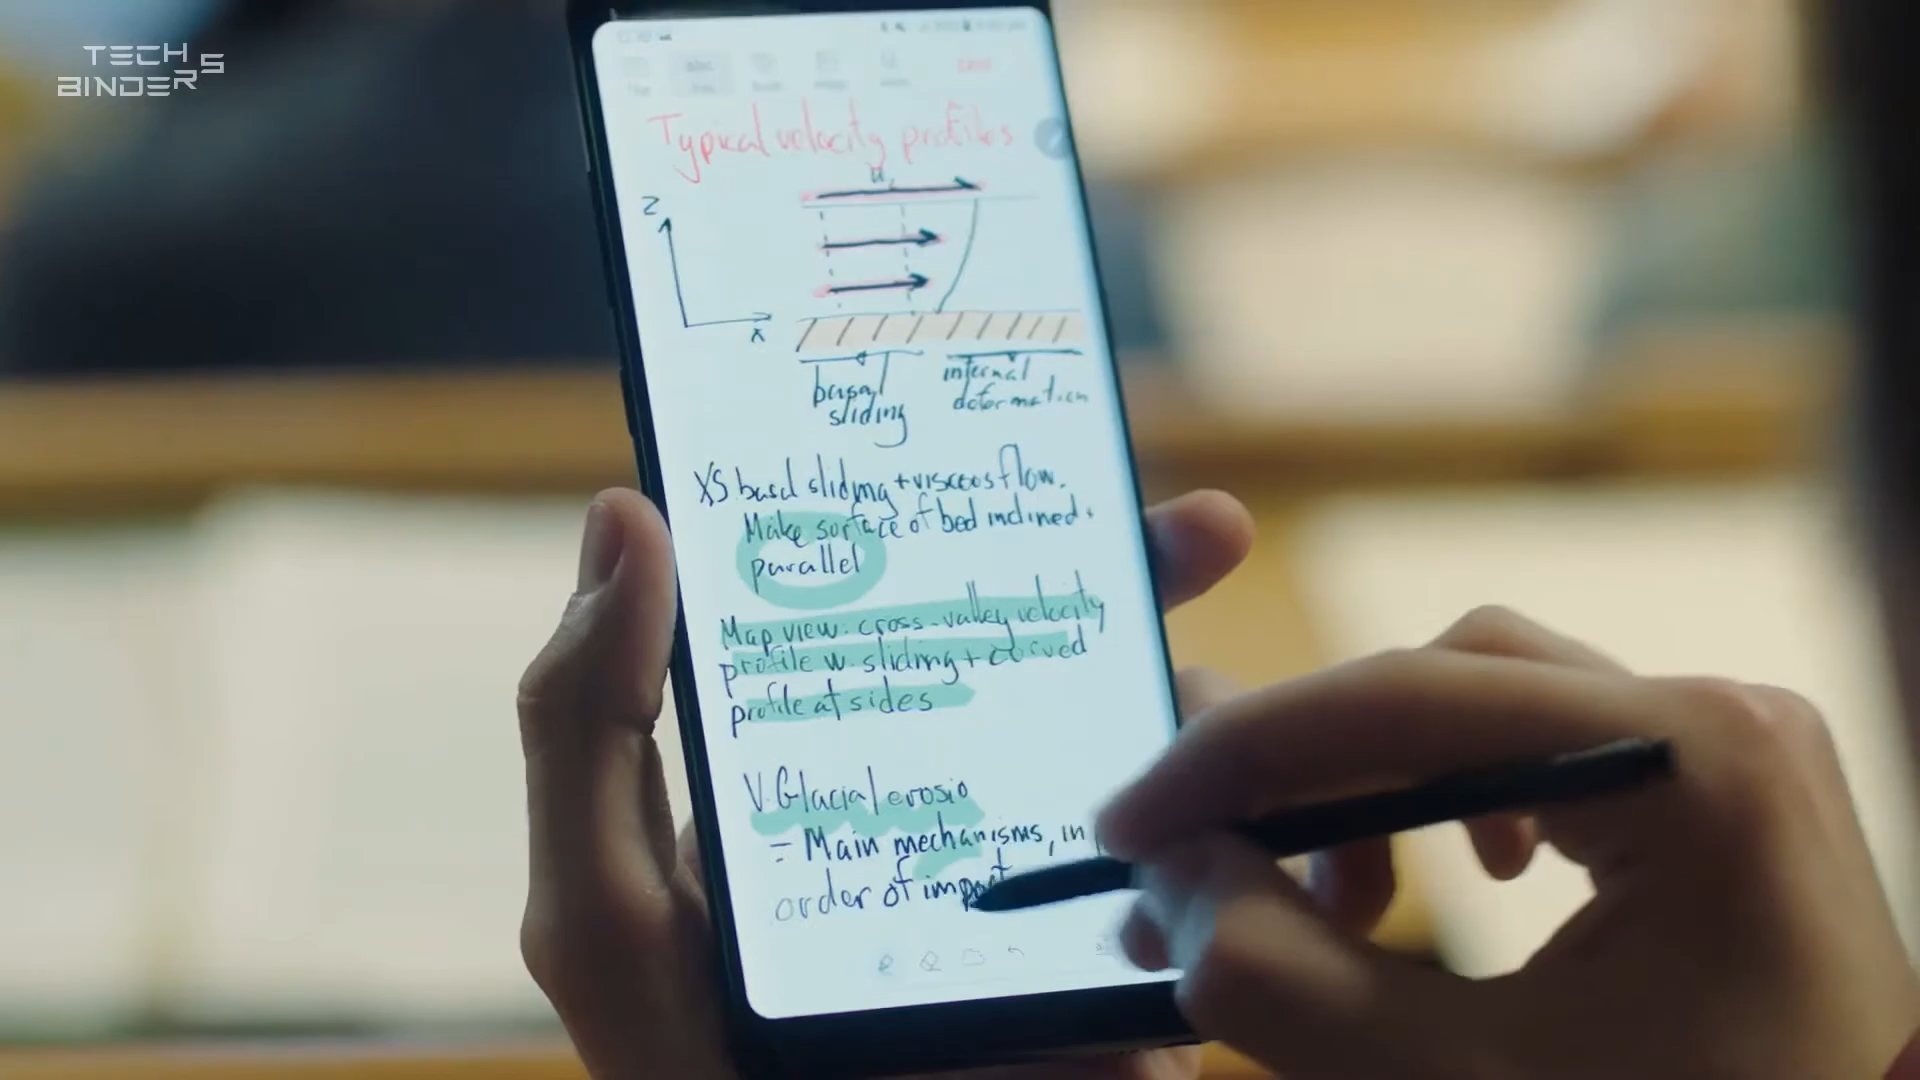 TECH
BINDERS
Typical velocity profiles
u
Z
X
basal
sliding
internal
deformation
XS basal sliding + viscous flow.
Make surface of bed inclined +
parallel
Map view: cross-valley velocity
profile w. sliding + curved
profile at sides
V. Glacial erosio
= Main mechanisms, in
order of import